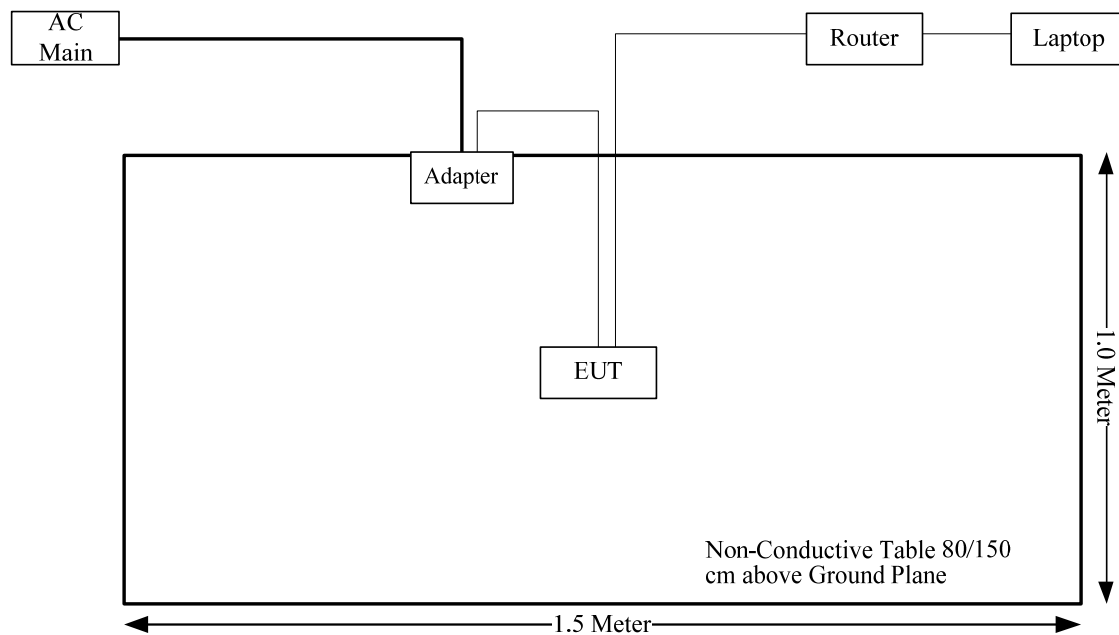 AC
Main
Router
Laptop
Adapter
EUT
1.0 Meter
Non-Conductive Table 80/150
cm above Ground Plane
1.5 Meter